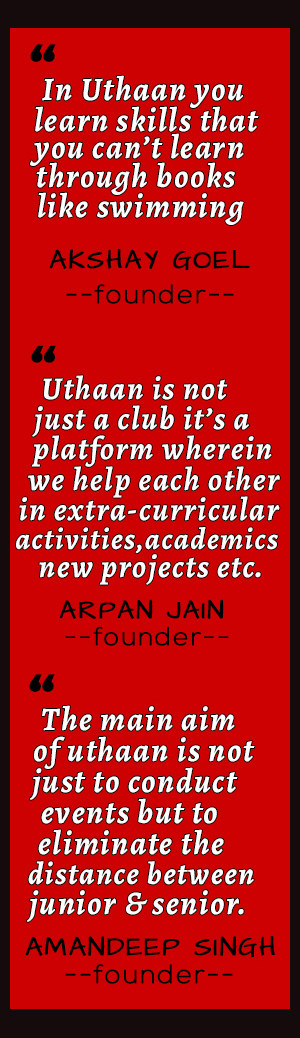 “
In Uthaan you
learn skills that
you can’t learn
through books
like swimming
AKSHAY GOEL
--founder--
“
Uthaan is not
just a club it’s a
platform wherein
we help each other
in extra-curricular
activities,academics
new projects etc.
ARPAN JAIN
--founder--
“
The main aim
of uthaan is not
just to conduct
events but to
eliminate the
distance between
junior & senior.
AMANDEEP SINGH
--founder--